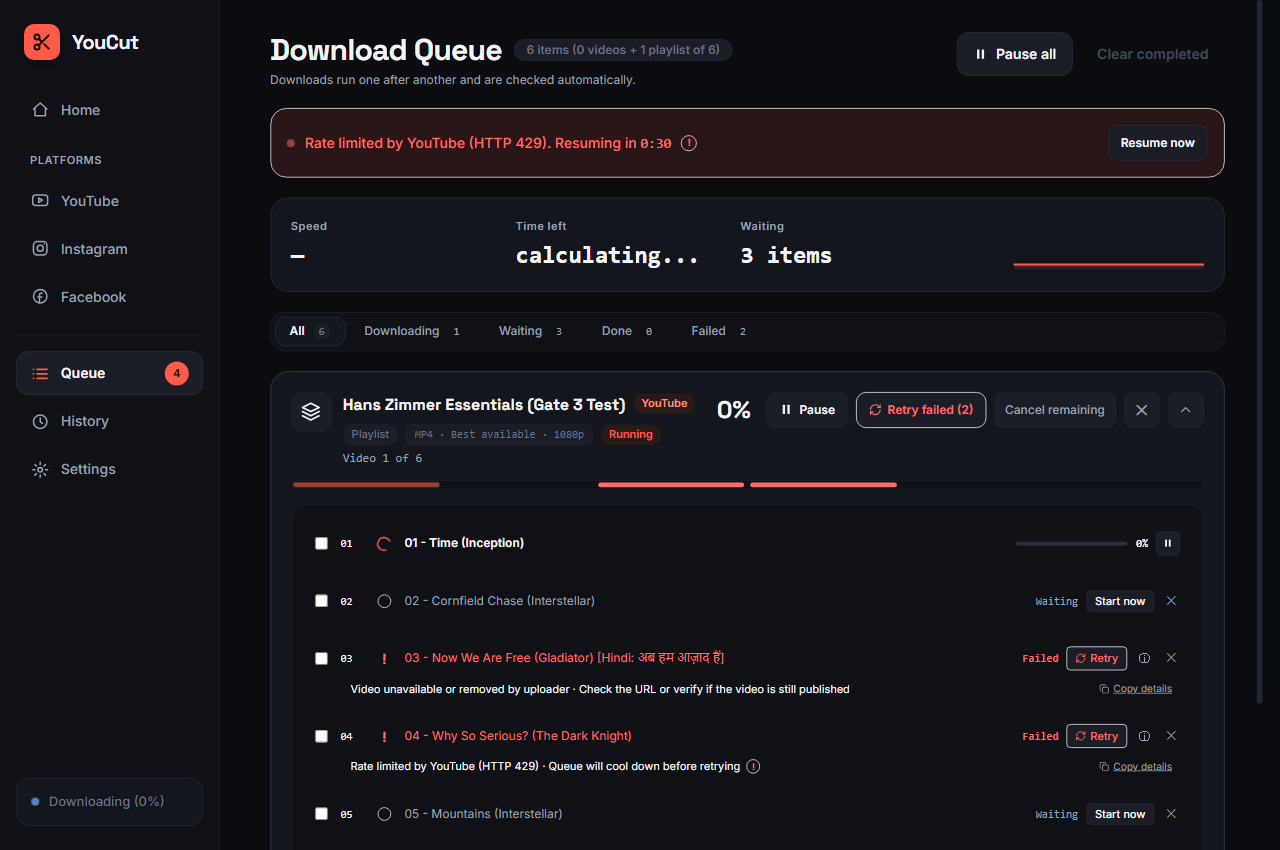 YouCut
Home
PLATFORMS
YouTube
Instagram
Facebook
Queue 4
History
Settings
Downloading (0%)
Download Queue 6 items (0 videos + 1 playlist of 6)
Downloads run one after another and are checked automatically.
Pause all Clear completed
Rate limited by YouTube (HTTP 429). Resuming in 0:30 ! Resume now
Speed Time left Waiting
— calculating... 3 items
All 6 Downloading 1 Waiting 3 Done 0 Failed 2
Hans Zimmer Essentials (Gate 3 Test) YouTube 0% Pause Retry failed (2) Cancel remaining
Playlist MP4 · Best available · 1080p Running
Video 1 of 6
01 01 - Time (Inception) 0%
02 02 - Cornfield Chase (Interstellar) Waiting Start now
03 ! 03 - Now We Are Free (Gladiator) [Hindi: अब हम आज़ाद हैं] Failed Retry
Video unavailable or removed by uploader · Check the URL or verify if the video is still published Copy details
04 ! 04 - Why So Serious? (The Dark Knight) Failed Retry
Rate limited by YouTube (HTTP 429) · Queue will cool down before retrying ! Copy details
05 05 - Mountains (Interstellar) Waiting Start now